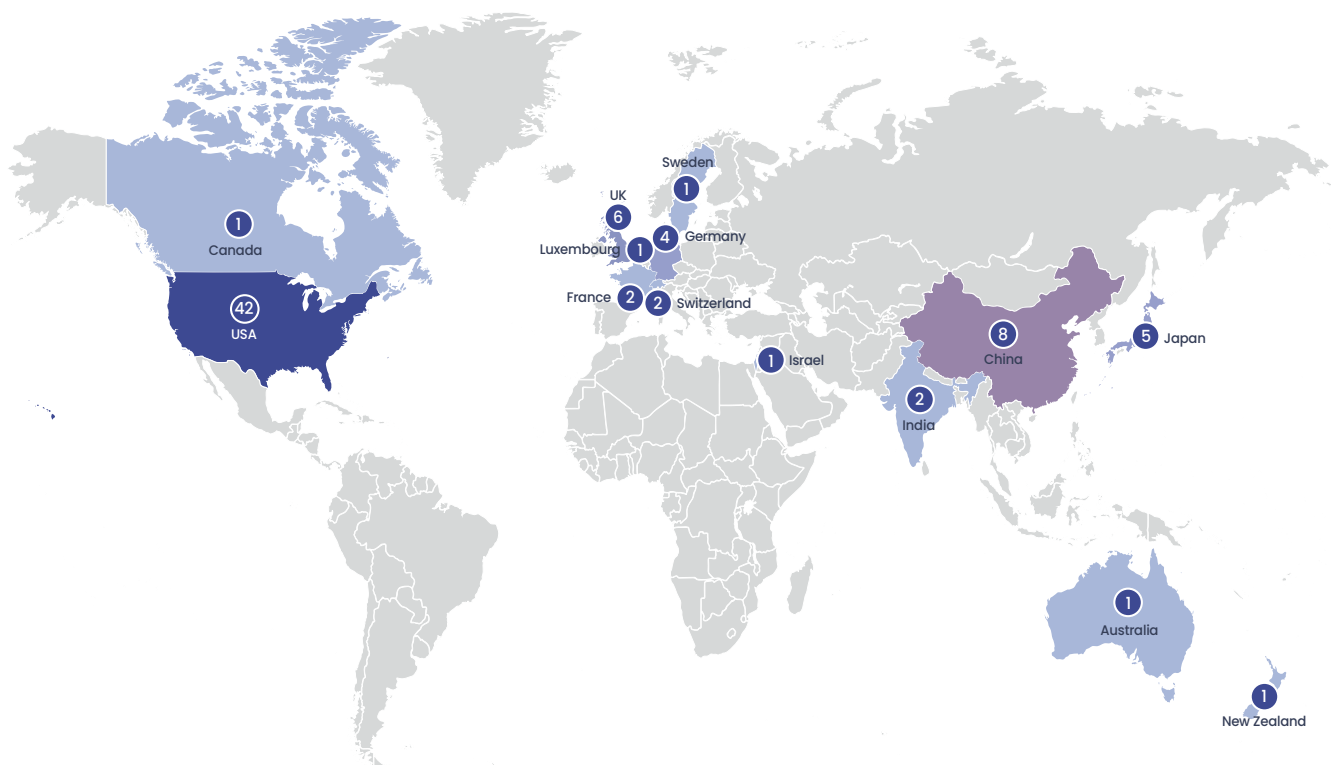 Sweden
1
UK
6
4
Germany
Luxembourg
1
1
Canada
France
2
2
Switzerland
42
USA
8
China
5
Japan
1
Israel
2
India
1
Australia
1
New Zealand